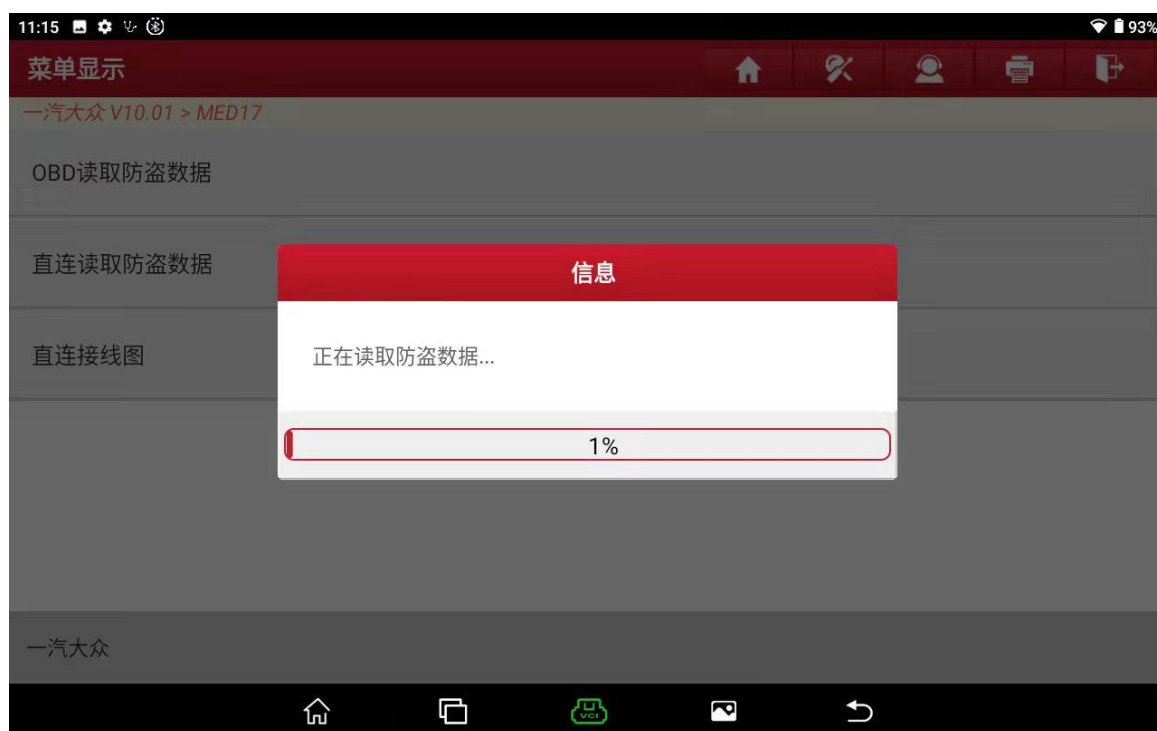 11:15
93%
菜单显示
一汽大众 V10.01 > MED17
OBD读取防盗数据
直连读取防盗数据
信息
直连接线图
正在读取防盗数据...
1%
一汽大众
VCI